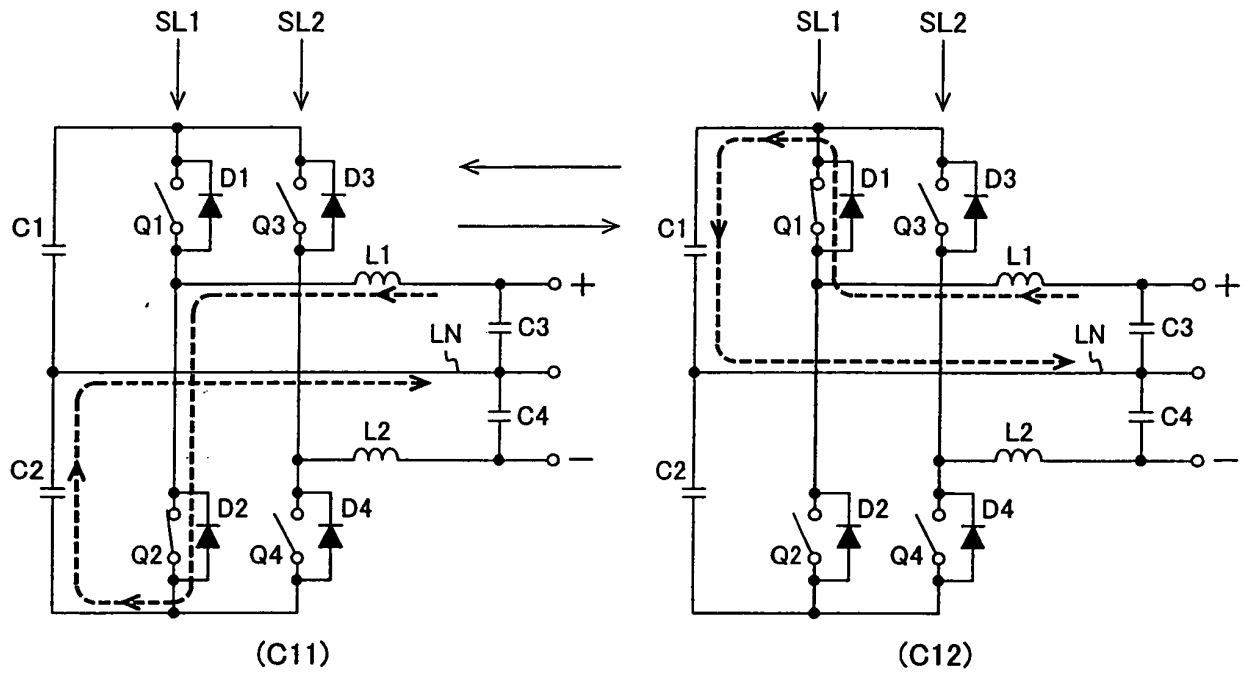 SL1 SL2
D1 D3
C1 Q1 Q3
L1
+
C3
LN
C4
L2
−
C2
D2 D4
Q2 Q4
(C11)
SL1 SL2
D1 D3
C1 Q1 Q3
L1
+
C3
LN
C4
L2
−
C2
D2 D4
Q2 Q4
(C12)